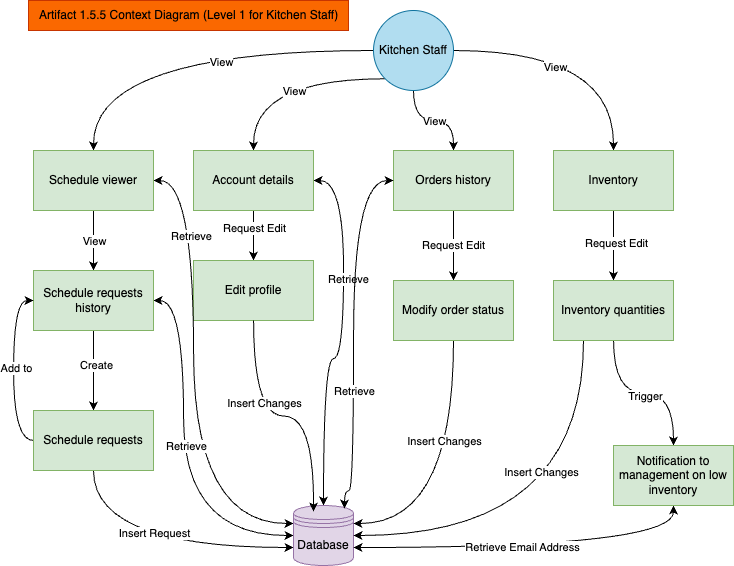 Artifact 1.5.5 Context Diagram (Level 1 for Kitchen Staff)
Kitchen Staff
View
View
View
View
Schedule viewer
Account details
Orders history
Inventory
Retrieve
Request Edit
Request Edit
Request Edit
View
Retrieve
Schedule requests
history
Edit profile
Modify order status
Inventory quantities
Add to
Create
Retrieve
Trigger
Insert Changes
Schedule requests
Retrieve
Insert Changes
Notification to
management on low
inventory
Insert Changes
Insert Request
Database
Retrieve Email Address